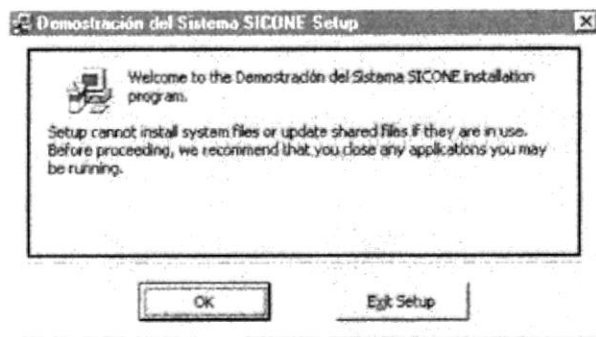 Demostración del Sistema SICONE Setup
Welcome to the Demostración del Sistema SICONE installation
program.
Setup cannot install system files or update shared files if they are in use.
Before proceeding, we recommend that you close any applications you may
be running.
OK
Exit Setup